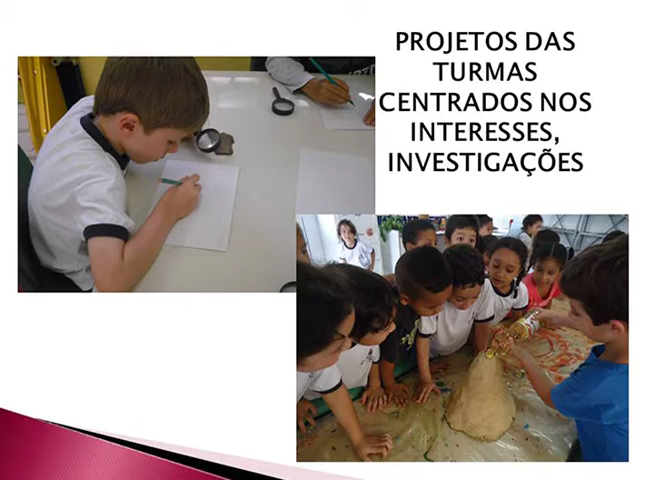 PROJETOS DAS
TURMAS
CENTRADOS NOS
INTERESSES,
INVESTIGAÇÕES